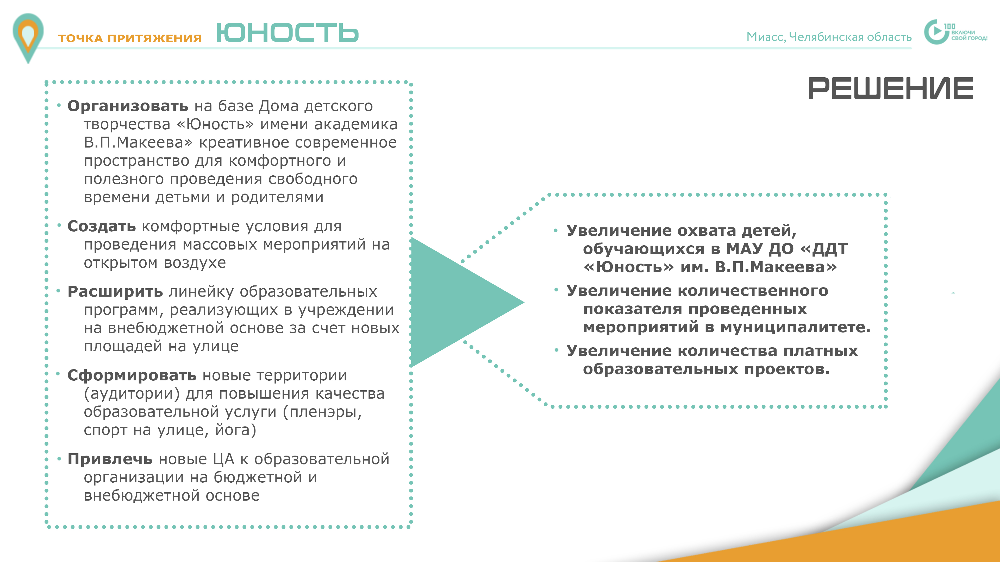 ТОЧКА ПРИТЯЖЕНИЯ ЮНОСТЬ
Миасс, Челябинская область
100
ВКЛЮЧИ
СВОЙ ГОРОД!
РЕШЕНИЕ
• Организовать на базе Дома детского
творчества «Юность» имени академика
В.П.Макеева» креативное современное
пространство для комфортного и
полезного проведения свободного
времени детьми и родителями
• Создать комфортные условия для
проведения массовых мероприятий на
открытом воздухе
• Расширить линейку образовательных
программ, реализующих в учреждении
на внебюджетной основе за счет новых
площадей на улице
• Сформировать новые территории
(аудитории) для повышения качества
образовательной услуги (пленэры,
спорт на улице, йога)
• Привлечь новые ЦА к образовательной
организации на бюджетной и
внебюджетной основе
• Увеличение охвата детей,
обучающихся в МАУ ДО «ДДТ
«Юность» им. В.П.Макеева»
• Увеличение количественного
показателя проведенных
мероприятий в муниципалитете.
• Увеличение количества платных
образовательных проектов.